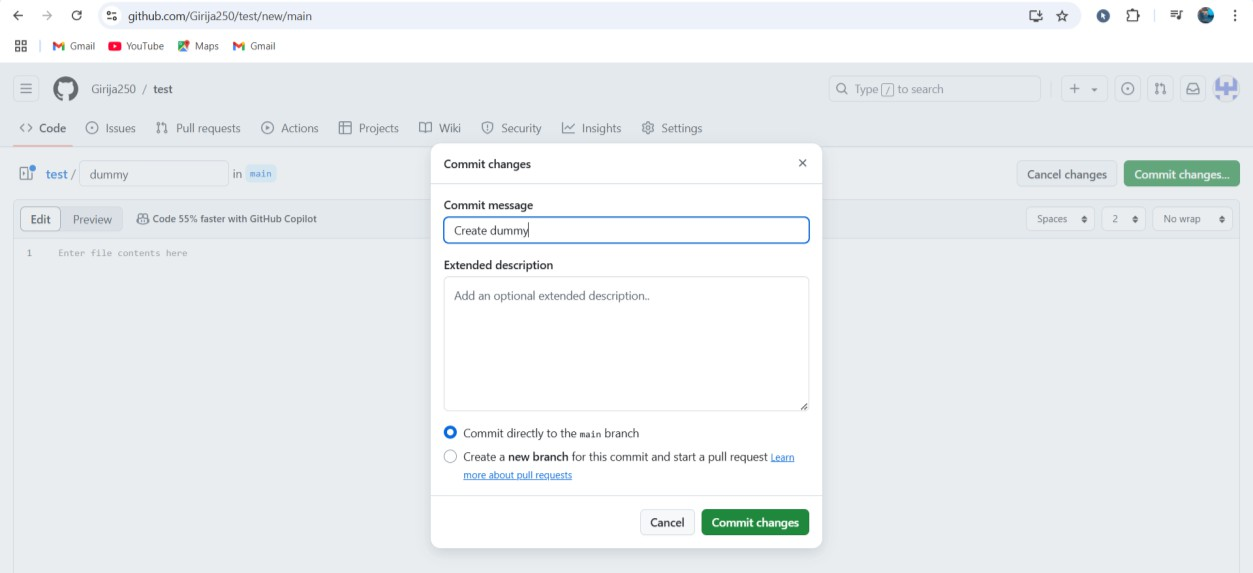 github.com/Girija250/test/new/main
Gmail YouTube Maps Gmail
Girija250 / test
Type / to search
Code Issues Pull requests Actions Projects Wiki Security Insights Settings
test / dummy in main
Cancel changes Commit changes...
Edit Preview Code 55% faster with GitHub Copilot
Spaces 2 No wrap
1 Enter file contents here
Commit changes
Commit message
Create dummy
Extended description
Add an optional extended description..
Commit directly to the main branch
Create a new branch for this commit and start a pull request Learn
more about pull requests
Cancel Commit changes